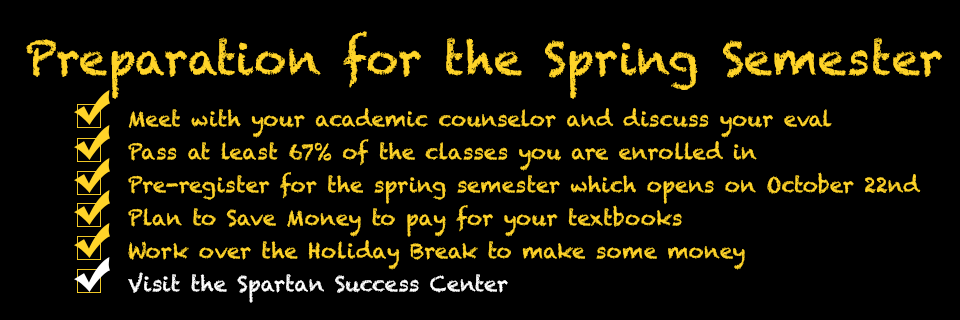 Preparation for the Spring Semester
Meet with your academic counselor and discuss your eval
Pass at least 67% of the classes you are enrolled in
Pre-register for the spring semester which opens on October 22nd
Plan to Save Money to pay for your textbooks
Work over the Holiday Break to make some money
Visit the Spartan Success Center